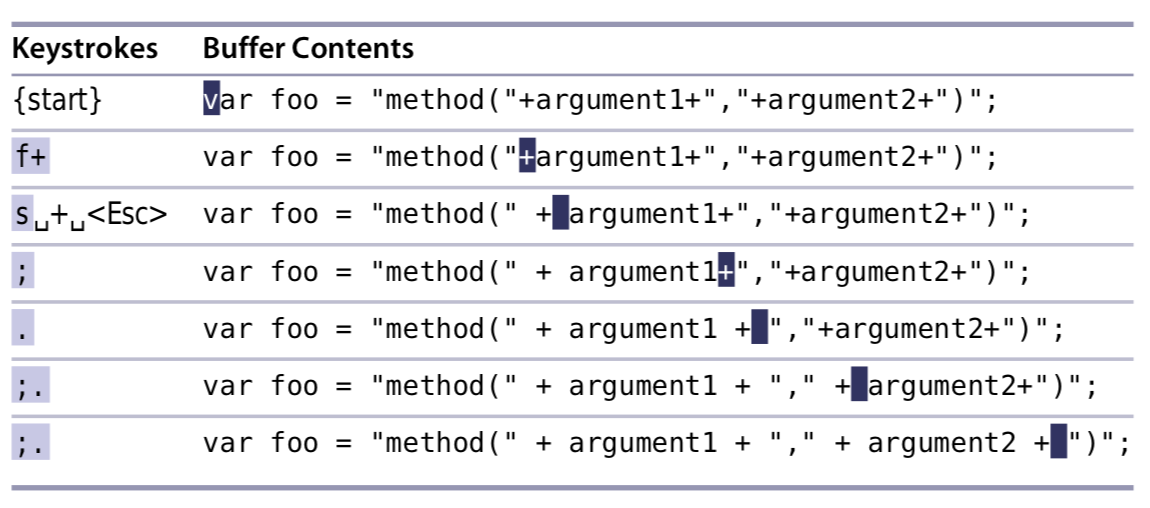 Keystrokes Buffer Contents
{start} var foo = "method("+argument1+","+argument2+")";
f+ var foo = "method("+argument1+","+argument2+")";
s␣+␣<Esc> var foo = "method(" + argument1+","+argument2+")";
; var foo = "method(" + argument1+","+argument2+")";
. var foo = "method(" + argument1 + ","+argument2+")";
;. var foo = "method(" + argument1 + "," + argument2+")";
;. var foo = "method(" + argument1 + "," + argument2 + ")";